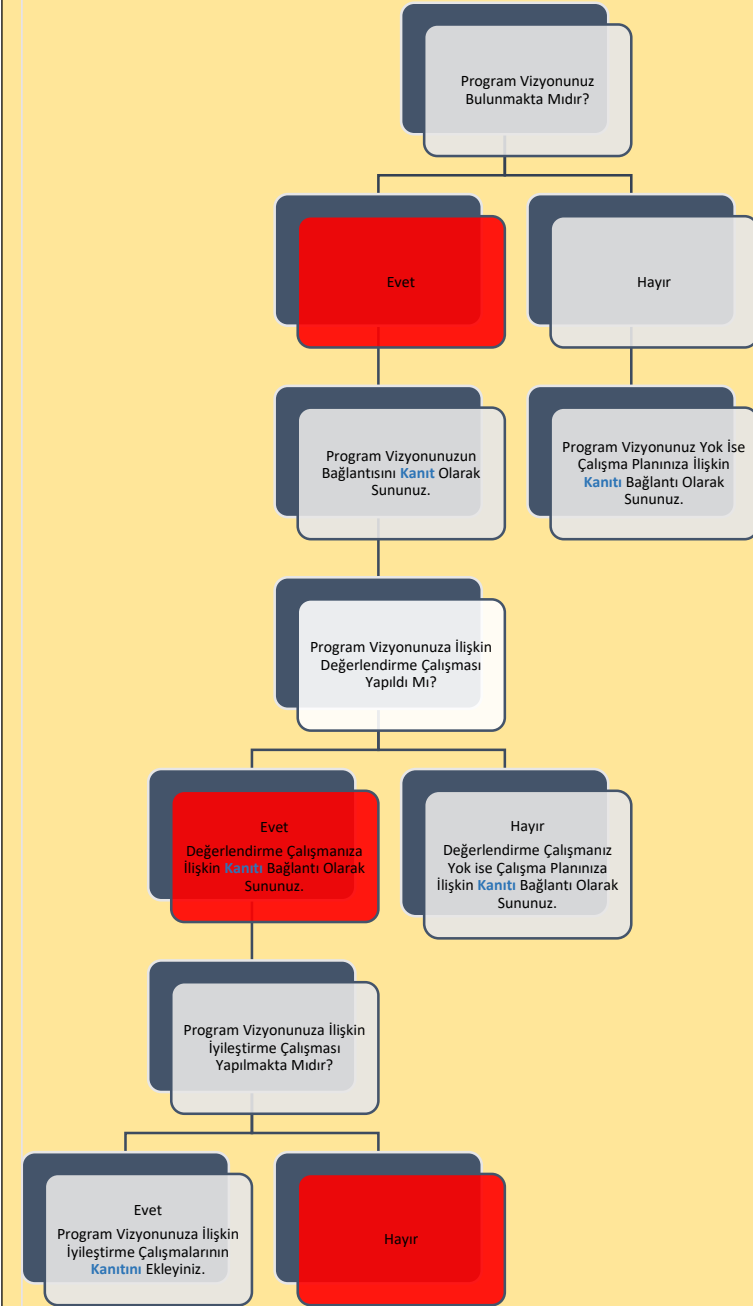 Program Vizyonunuz
Bulunmakta Mıdır?
Evet
Hayır
Program Vizyonunuzun
Bağlantısını Kanıt Olarak
Sununuz.
Program Vizyonunuz Yok İse
Çalışma Planınıza İlişkin
Kanıtı Bağlantı Olarak
Sununuz.
Program Vizyonunuza İlişkin
Değerlendirme Çalışması
Yapıldı Mı?
Evet
Değerlendirme Çalışmanıza
İlişkin Kanıtı Bağlantı Olarak
Sununuz.
Hayır
Değerlendirme Çalışmanız
Yok ise Çalışma Planınıza
İlişkin Kanıtı Bağlantı Olarak
Sununuz.
Program Vizyonunuza İlişkin
İyileştirme Çalışması
Yapılmakta Mıdır?
Evet
Program Vizyonunuza İlişkin
İyileştirme Çalışmalarının
Kanıtını Ekleyiniz.
Hayır